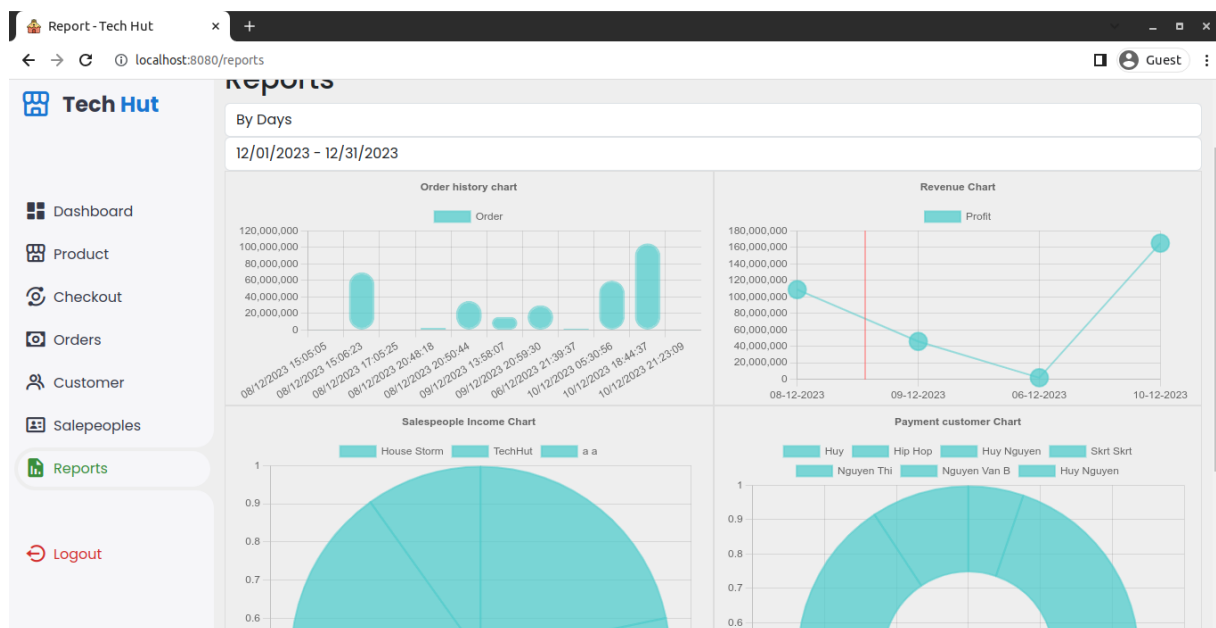 Report - Tech Hut
localhost:8080/reports
Guest
Tech Hut
Dashboard
Product
Checkout
Orders
Customer
Salepeoples
Reports
Logout
Reports
By Days
12/01/2023 - 12/31/2023
Order history chart
Order
120,000,000
100,000,000
80,000,000
60,000,000
40,000,000
20,000,000
0
08/12/2023 15:05:05
08/12/2023 15:06:23
08/12/2023 17:05:25
08/12/2023 20:48:18
08/12/2023 20:50:44
09/12/2023 13:58:07
09/12/2023 20:59:30
06/12/2023 21:39:37
10/12/2023 05:30:56
10/12/2023 18:44:37
10/12/2023 21:23:09
Revenue Chart
Profit
180,000,000
160,000,000
140,000,000
120,000,000
100,000,000
80,000,000
60,000,000
40,000,000
20,000,000
0
08-12-2023 09-12-2023 06-12-2023 10-12-2023
Salespeople Income Chart
House Storm TechHut a a
1
0.9
0.8
0.7
0.6
Payment customer Chart
Huy Hip Hop Huy Nguyen Skrt Skrt
Nguyen Thi Nguyen Van B Huy Nguyen
1
0.9
0.8
0.7
0.6